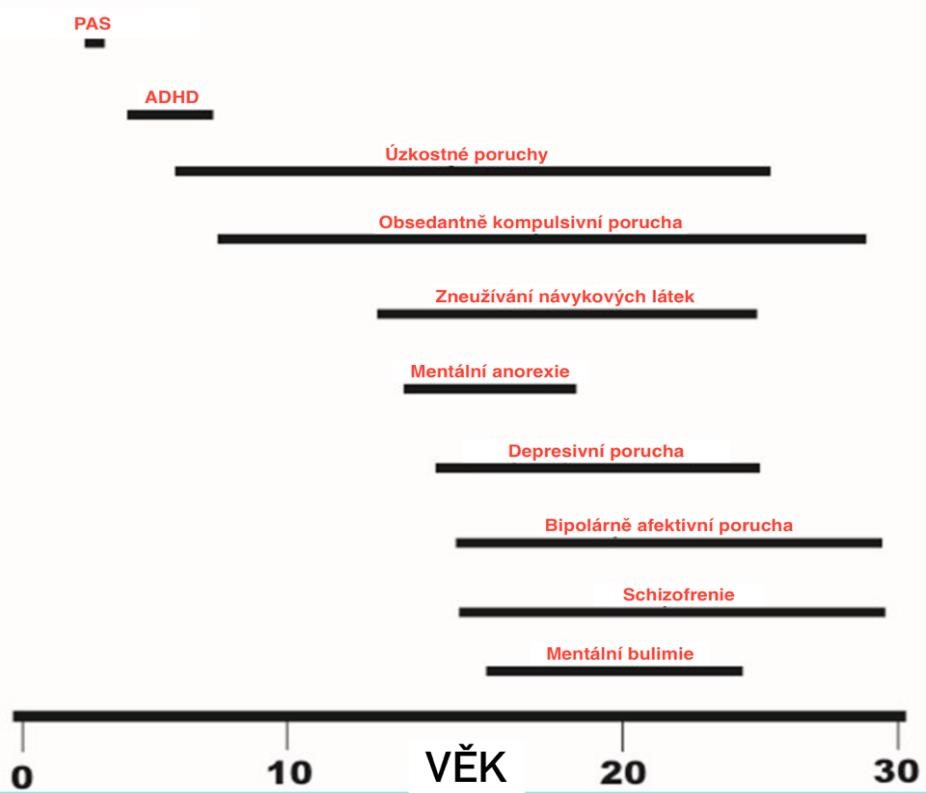 PAS
ADHD
Úzkostné poruchy
Obsedantně kompulsivní porucha
Zneužívání návykových látek
Mentální anorexie
Depresivní porucha
Bipolárně afektivní porucha
Schizofrenie
Mentální bulimie
0 10 VĚK 20 30